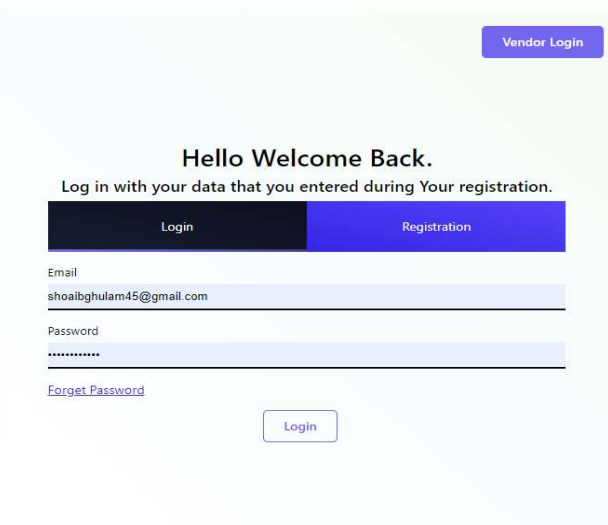 Vendor Login
Hello Welcome Back.
Log in with your data that you entered during Your registration.
Login Registration
Email
shoaibghulam45@gmail.com
Password
••••••••••••
Forget Password
Login